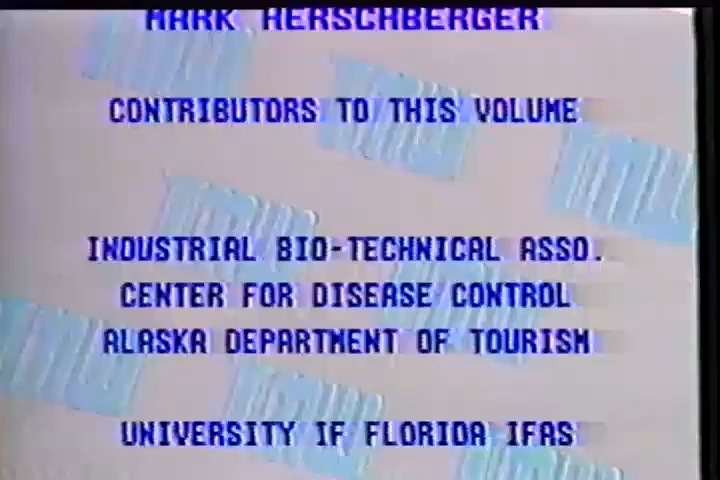 MARK HERSCHBERGER
CONTRIBUTORS TO THIS VOLUME
INDUSTRIAL BIO-TECHNICAL ASSO.
CENTER FOR DISEASE CONTROL
ALASKA DEPARTMENT OF TOURISM
UNIVERSITY IF FLORIDA IFAS